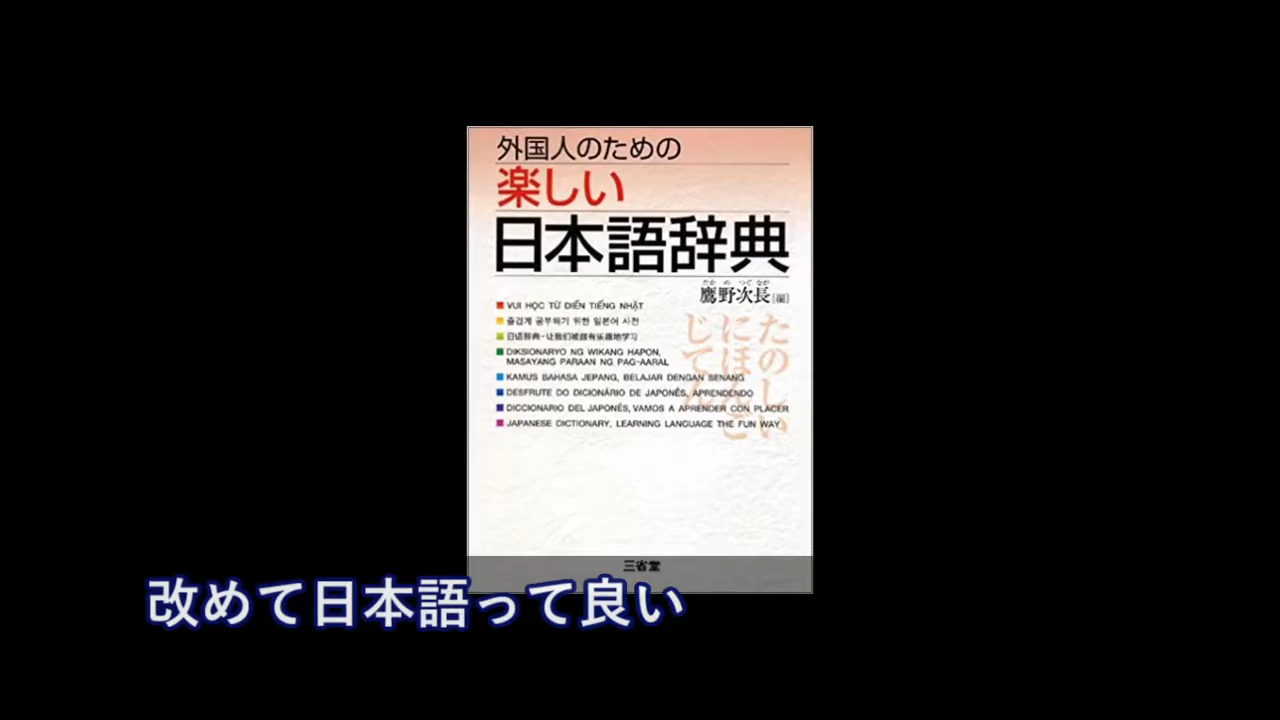 外国人のための
楽しい
日本語辞典
たかの つぐなが
鷹野次長[編]
たのしい
にほんご
じてん
VUI HỌC TỪ DIỂN TIẾNG NHẬT
즐겁게 공부하기 위한 일본어 사전
日语辞典-让我们能颇有乐趣地学习
DIKSIONARYO NG WIKANG HAPON,
MASAYANG PARAAN NG PAG-AARAL
KAMUS BAHASA JEPANG, BELAJAR DENGAN SENANG
DESFRUTE DO DICIONÁRIO DE JAPONÊS, APRENDENDO
DICCIONARIO DEL JAPONÉS, VAMOS A APRENDER CON PLACER
JAPANESE DICTIONARY, LEARNING LANGUAGE THE FUN WAY
三省堂
改めて日本語って良い